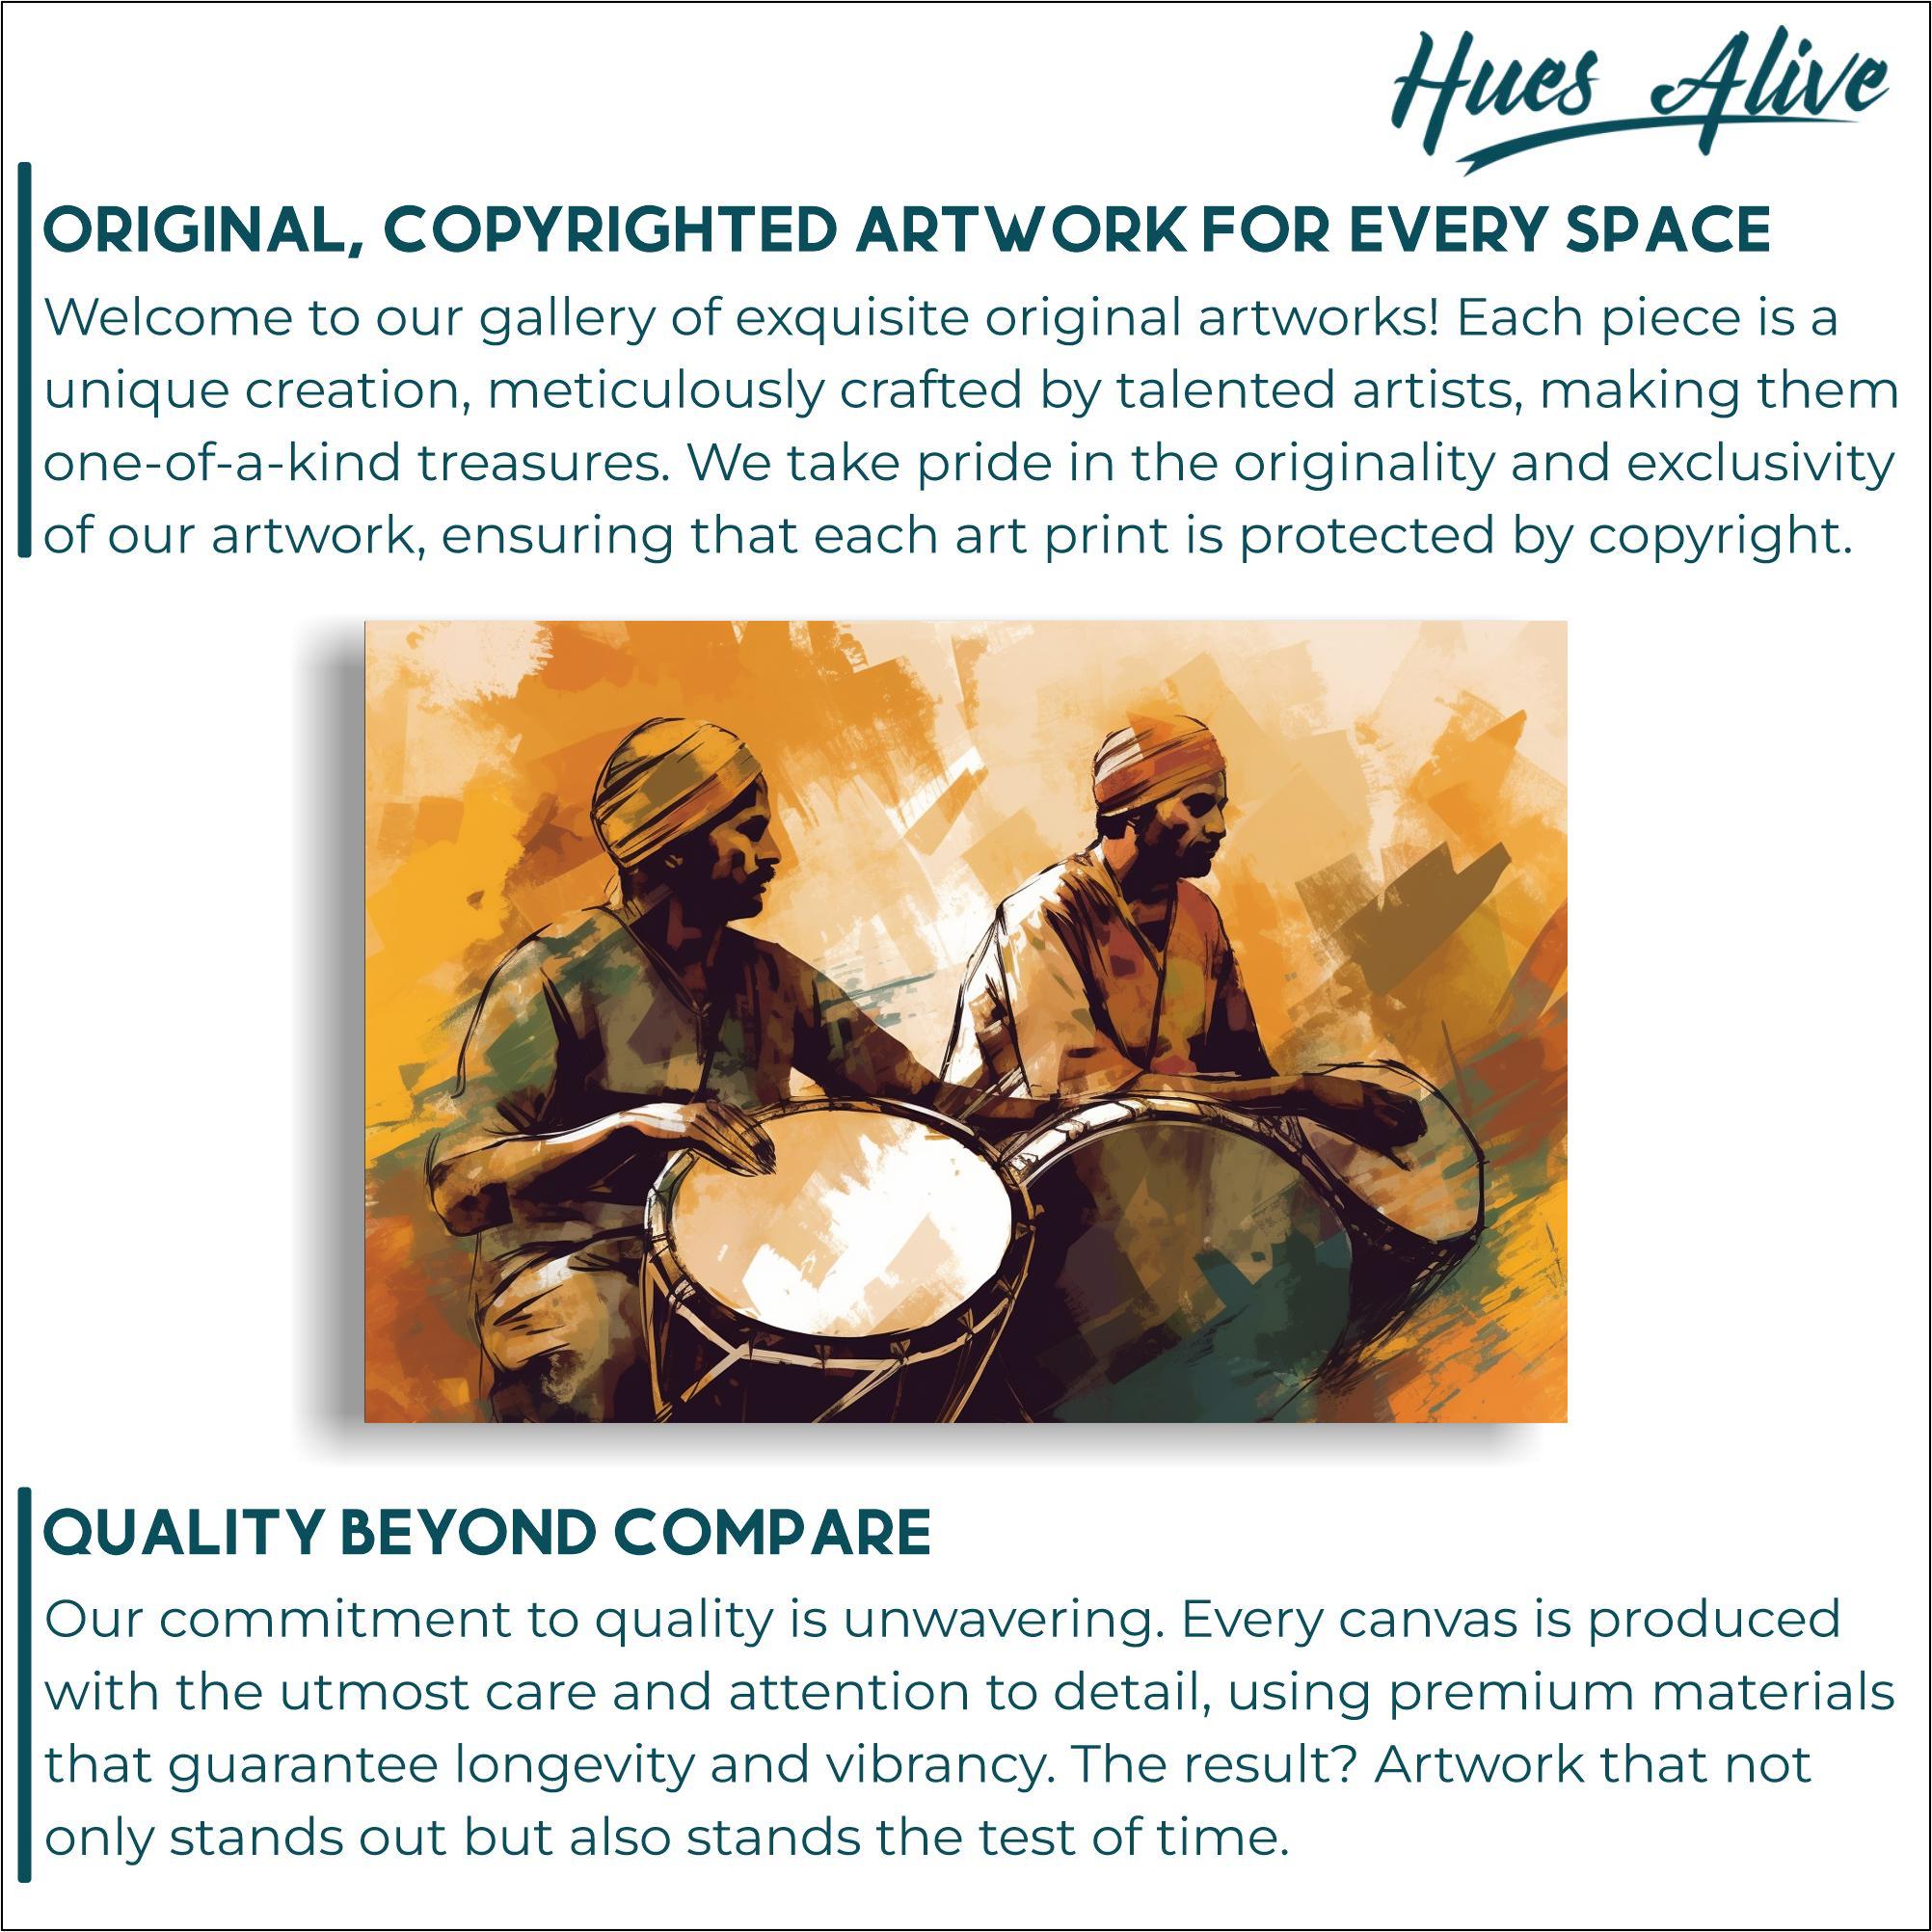 Hues Alive
ORIGINAL, COPYRIGHTED ARTWORK FOR EVERY SPACE
Welcome to our gallery of exquisite original artworks! Each piece is a
unique creation, meticulously crafted by talented artists, making them
one-of-a-kind treasures. We take pride in the originality and exclusivity
of our artwork, ensuring that each art print is protected by copyright.
QUALITY BEYOND COMPARE
Our commitment to quality is unwavering. Every canvas is produced
with the utmost care and attention to detail, using premium materials
that guarantee longevity and vibrancy. The result? Artwork that not
only stands out but also stands the test of time.